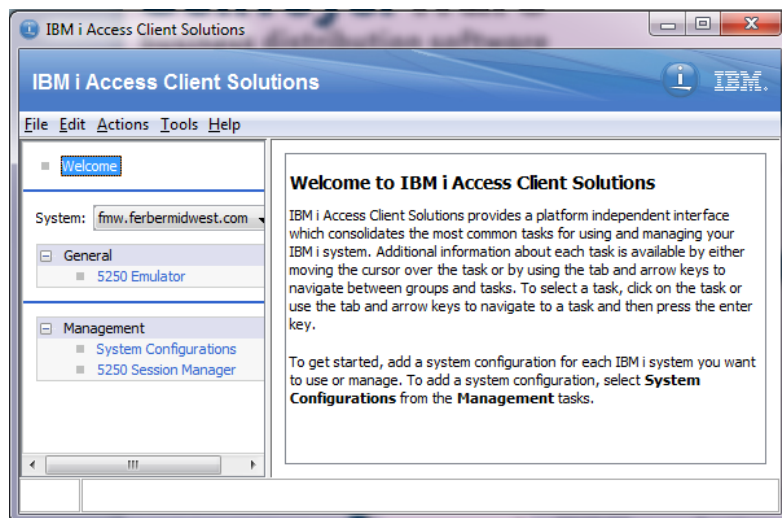 IBM i Access Client Solutions
IBM i Access Client Solutions
IBM.
File Edit Actions Tools Help
Welcome
System: fmw.ferbermidwest.com
General
5250 Emulator
Management
System Configurations
5250 Session Manager
Welcome to IBM i Access Client Solutions
IBM i Access Client Solutions provides a platform independent interface
which consolidates the most common tasks for using and managing your
IBM i system. Additional information about each task is available by either
moving the cursor over the task or by using the tab and arrow keys to
navigate between groups and tasks. To select a task, click on the task or
use the tab and arrow keys to navigate to a task and then press the enter
key.
To get started, add a system configuration for each IBM i system you want
to use or manage. To add a system configuration, select System
Configurations from the Management tasks.